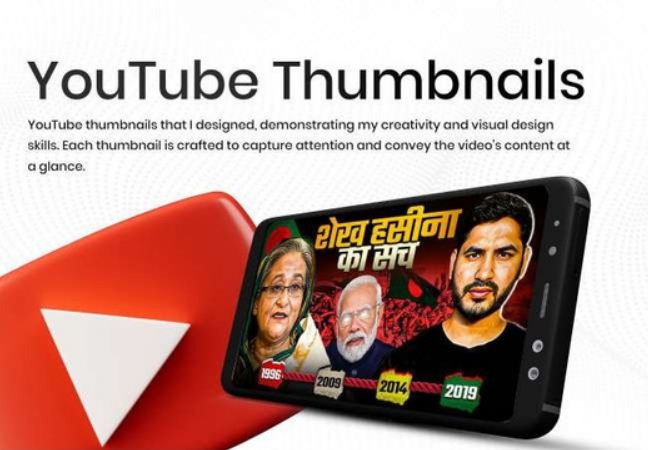 YouTube Thumbnails
YouTube thumbnails that I designed, demonstrating my creativity and visual design
skills. Each thumbnail is crafted to capture attention and convey the video's content at
a glance.
शेख हसीना
का सच
1996
2009
2014
2019